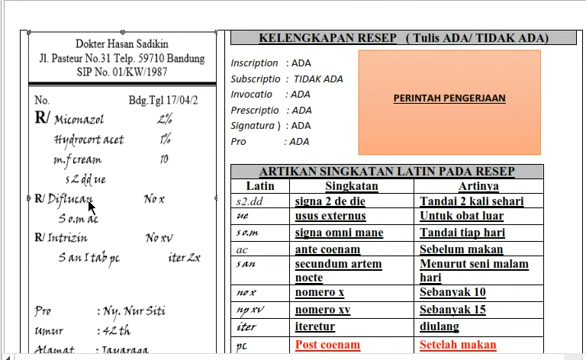 Dokter Hasan Sadikin
Jl. Pasteur No.31 Telp. 59710 Bandung
SIP No. 01/KW/1987
No. Bdg.Tgl 17/04/2
R/ Miconazol 2%
Hydrocort acet 1%
m.f cream 10
s 2 dd ue
R/ Diflucan No x
S o.m ac
R/ Intrizin No xv
S an I tab pc iter 2x
Pro : Ny. Nur Siti
Umur : 42 th
Alamat : Jayaraga
KELENGKAPAN RESEP ( Tulis ADA/ TIDAK ADA)
Inscription : ADA
Subscriptio : TIDAK ADA
Invocatio : ADA
Prescriptio : ADA
Signatura ) : ADA
Pro : ADA
PERINTAH PENGERJAAN
ARTIKAN SINGKATAN LATIN PADA RESEP
Latin Singkatan Artinya
s2.dd signa 2 de die Tandai 2 kali sehari
ue usus externus Untuk obat luar
s o.m signa omni mane Tandai tiap hari
ac ante coenam Sebelum makan
s an secundum artem nocte Menurut seni malam hari
no x nomero x Sebanyak 10
np xv nomero xv Sebanyak 15
iter iteretur diulang
pc Post coenam Setelah makan